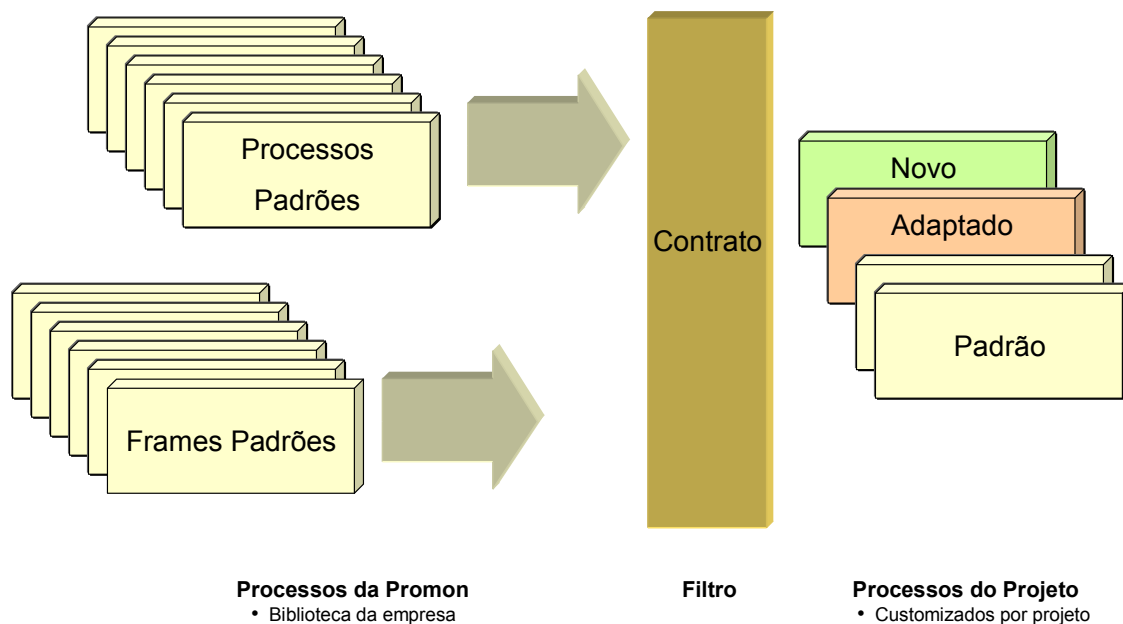 Processos
Padrões
Contrato
Novo
Adaptado
Padrão
Frames Padrões
Processos da Promon
• Biblioteca da empresa
Filtro
Processos do Projeto
• Customizados por projeto